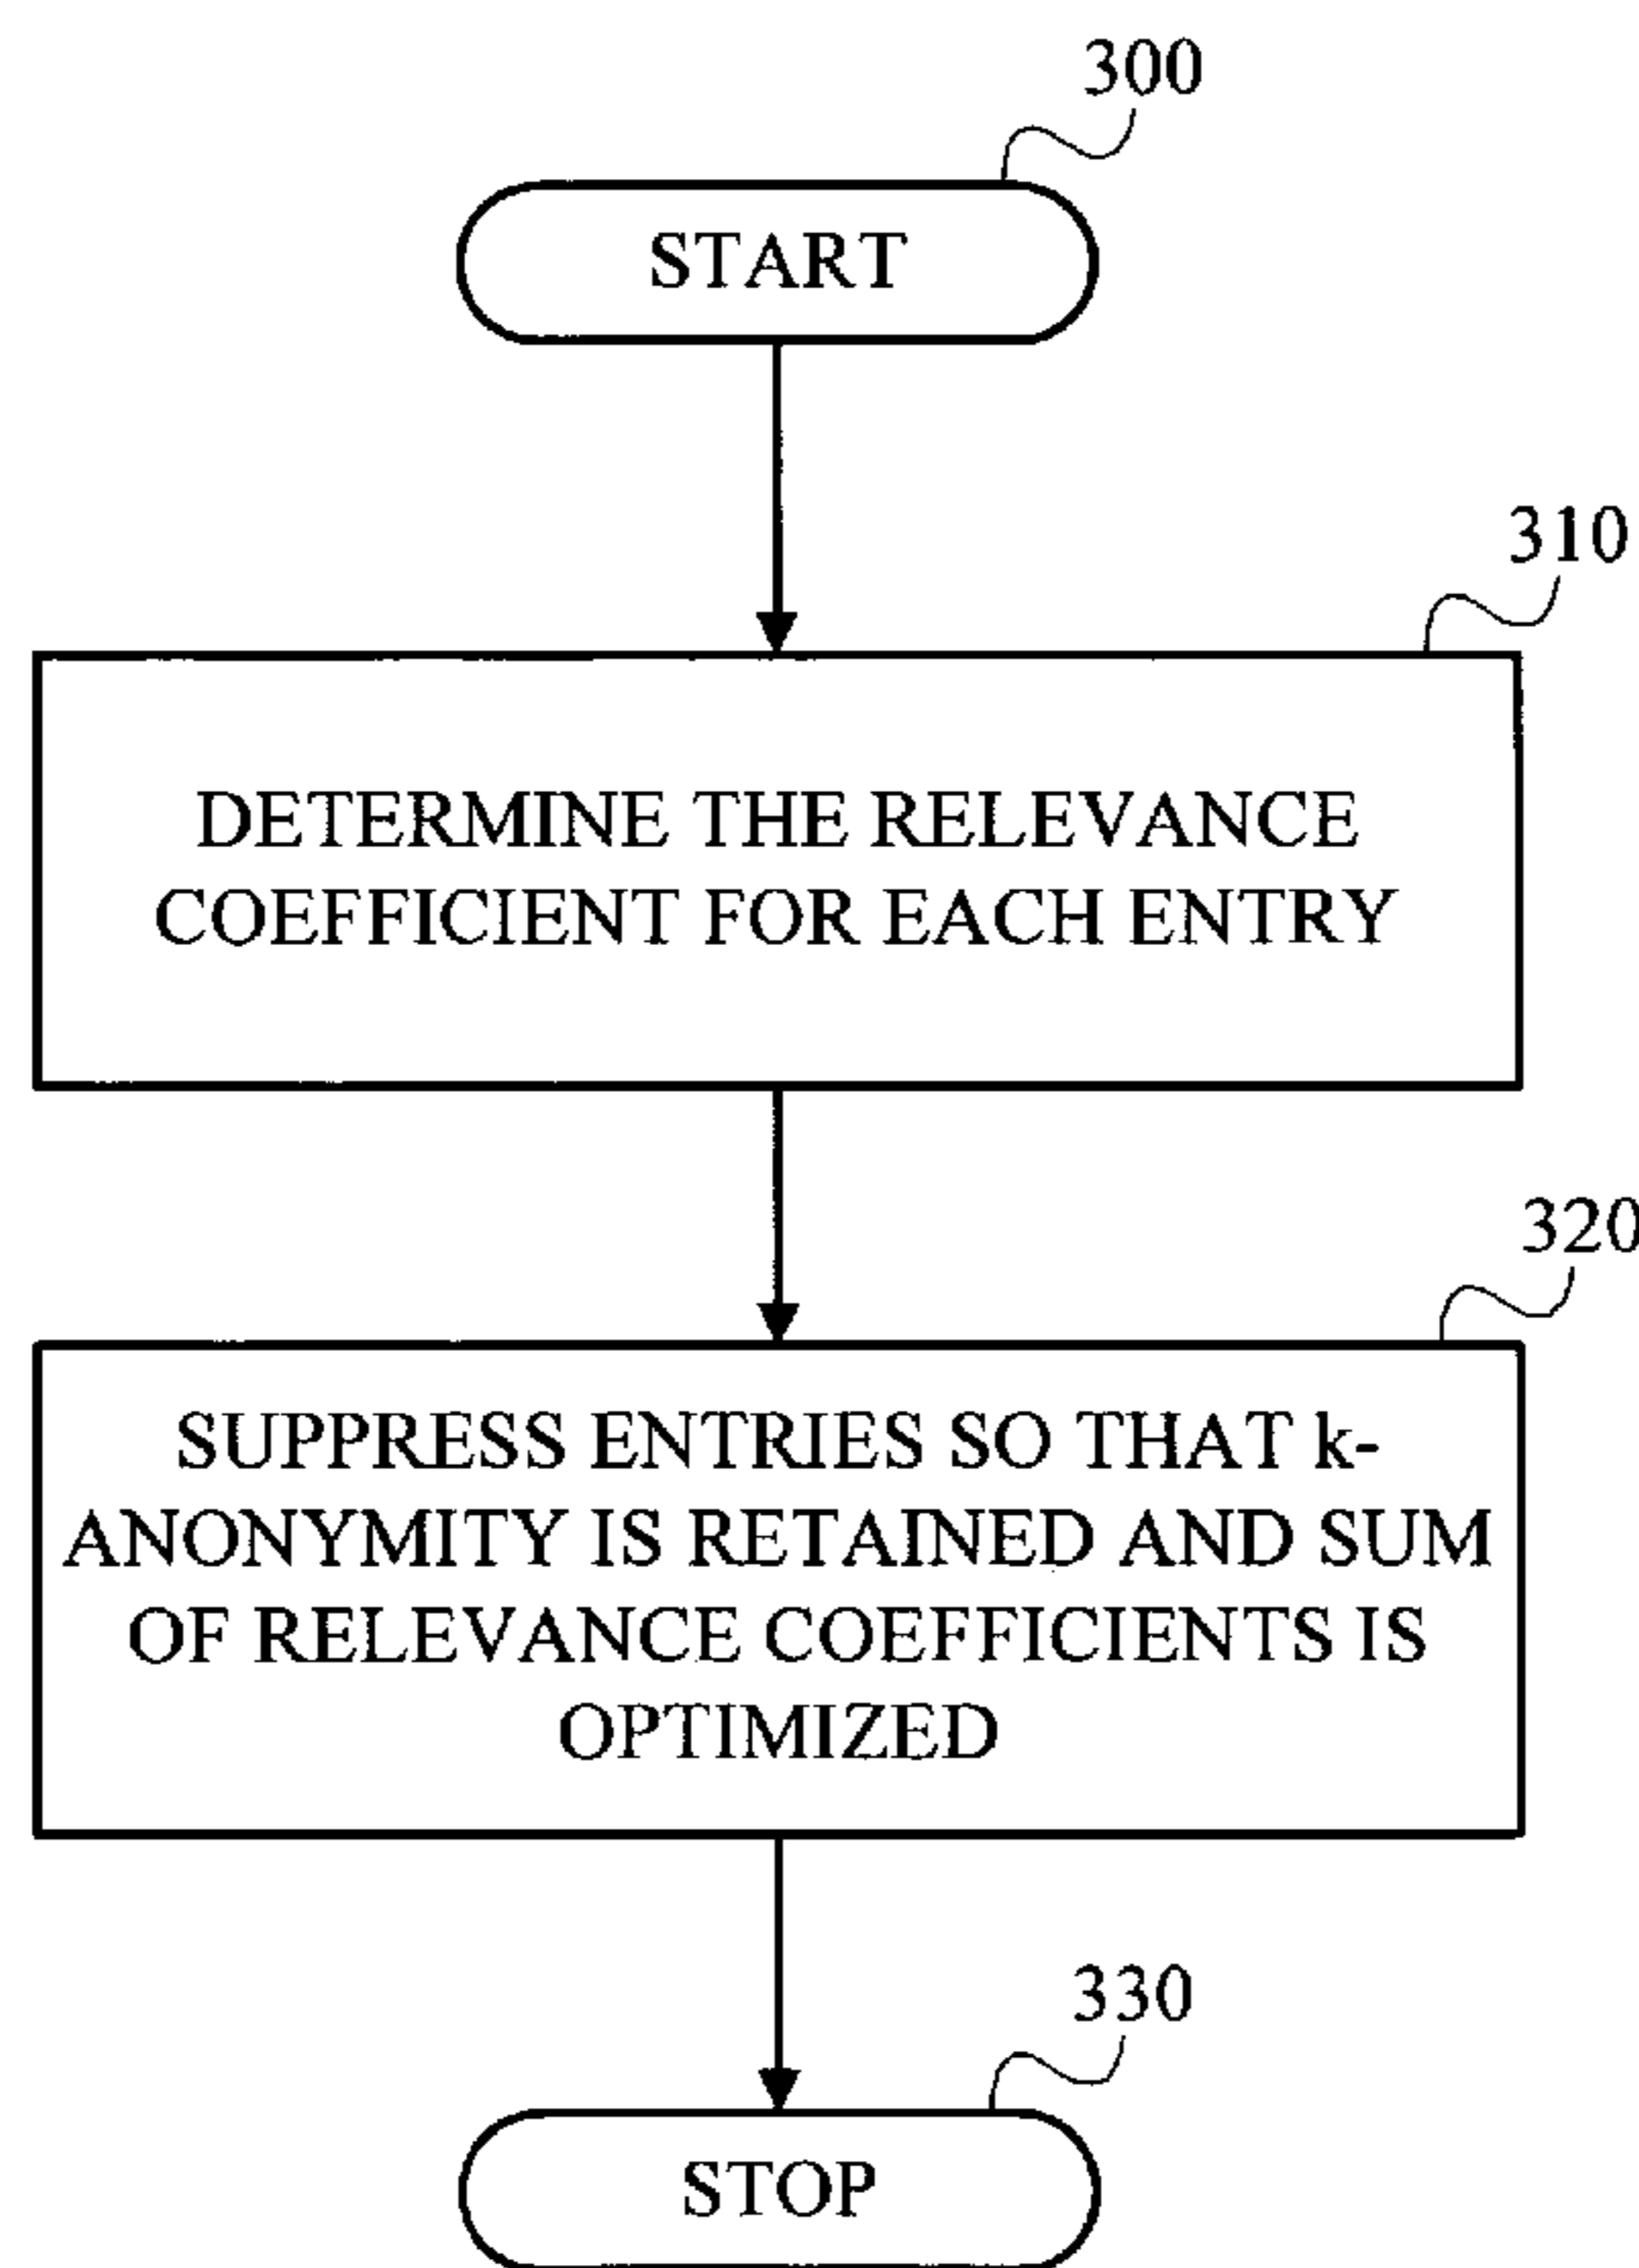 300
START
310
DETERMINE THE RELEVANCE
COEFFICIENT FOR EACH ENTRY
320
SUPPRESS ENTRIES SO THAT k-
ANONYMITY IS RETAINED AND SUM
OF RELEVANCE COEFFICIENTS IS
OPTIMIZED
330
STOP